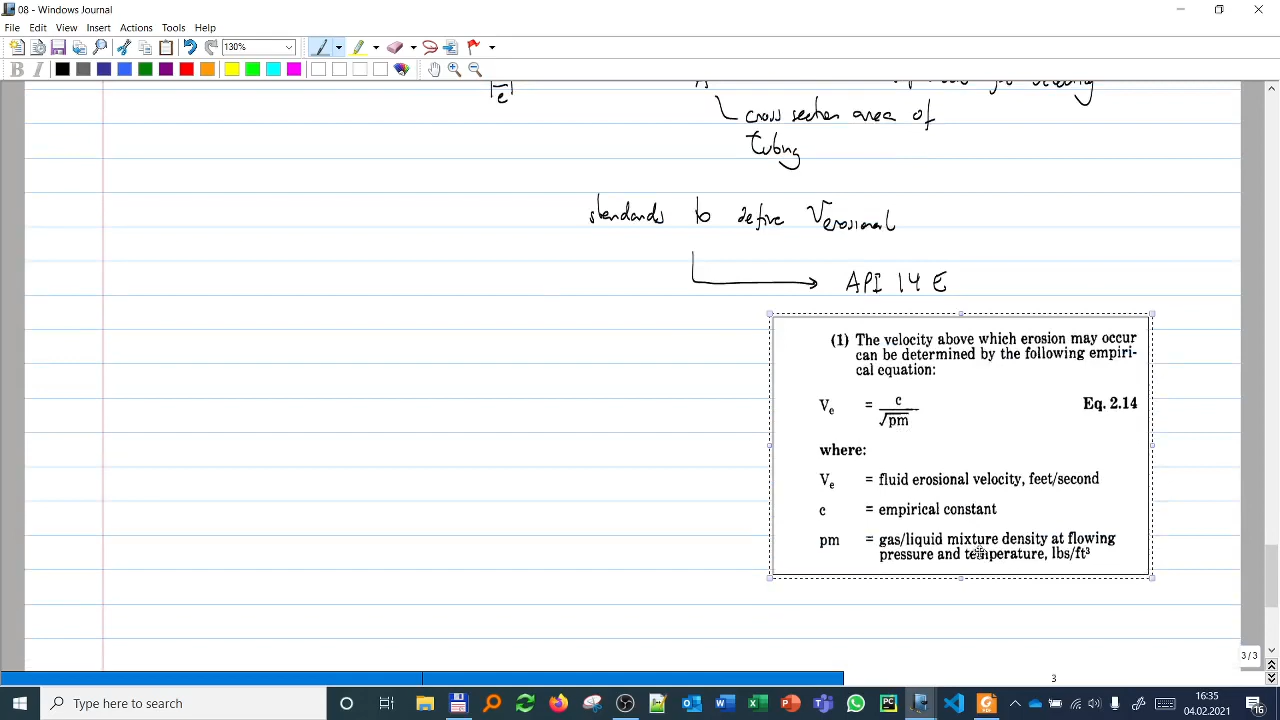 08 - Windows Journal
File Edit View Insert Actions Tools Help
130%
B I
e
cross section area of
tubing
standards to define Verosional
API 14 E
(1) The velocity above which erosion may occur
can be determined by the following empiri-
cal equation:
Ve = c / √pm Eq. 2.14
where:
Ve = fluid erosional velocity, feet/second
c = empirical constant
pm = gas/liquid mixture density at flowing
pressure and temperature, lbs/ft³
3/3
3
Type here to search
16:35
04.02.2021